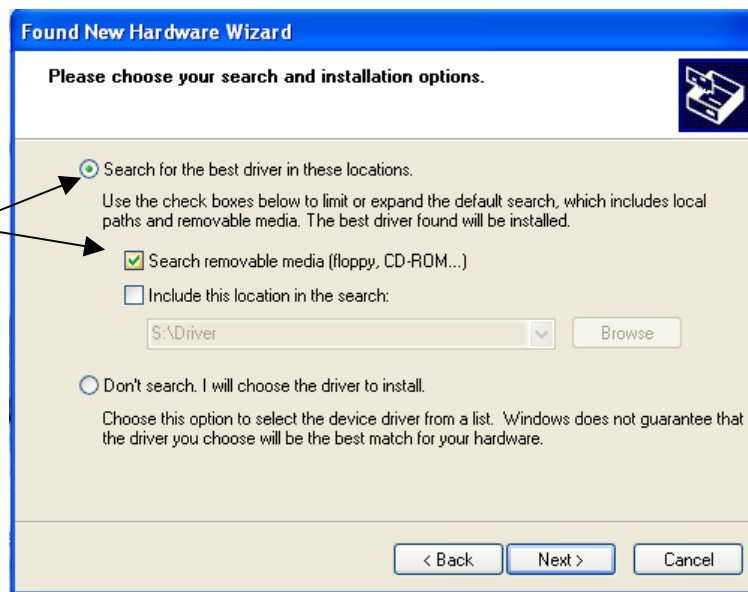 Found New Hardware Wizard
Please choose your search and installation options.
Search for the best driver in these locations.
Use the check boxes below to limit or expand the default search, which includes local
paths and removable media. The best driver found will be installed.
Search removable media (floppy, CD-ROM...)
Include this location in the search:
S:\Driver
Browse
Don't search. I will choose the driver to install.
Choose this option to select the device driver from a list. Windows does not guarantee that
the driver you choose will be the best match for your hardware.
< Back
Next >
Cancel